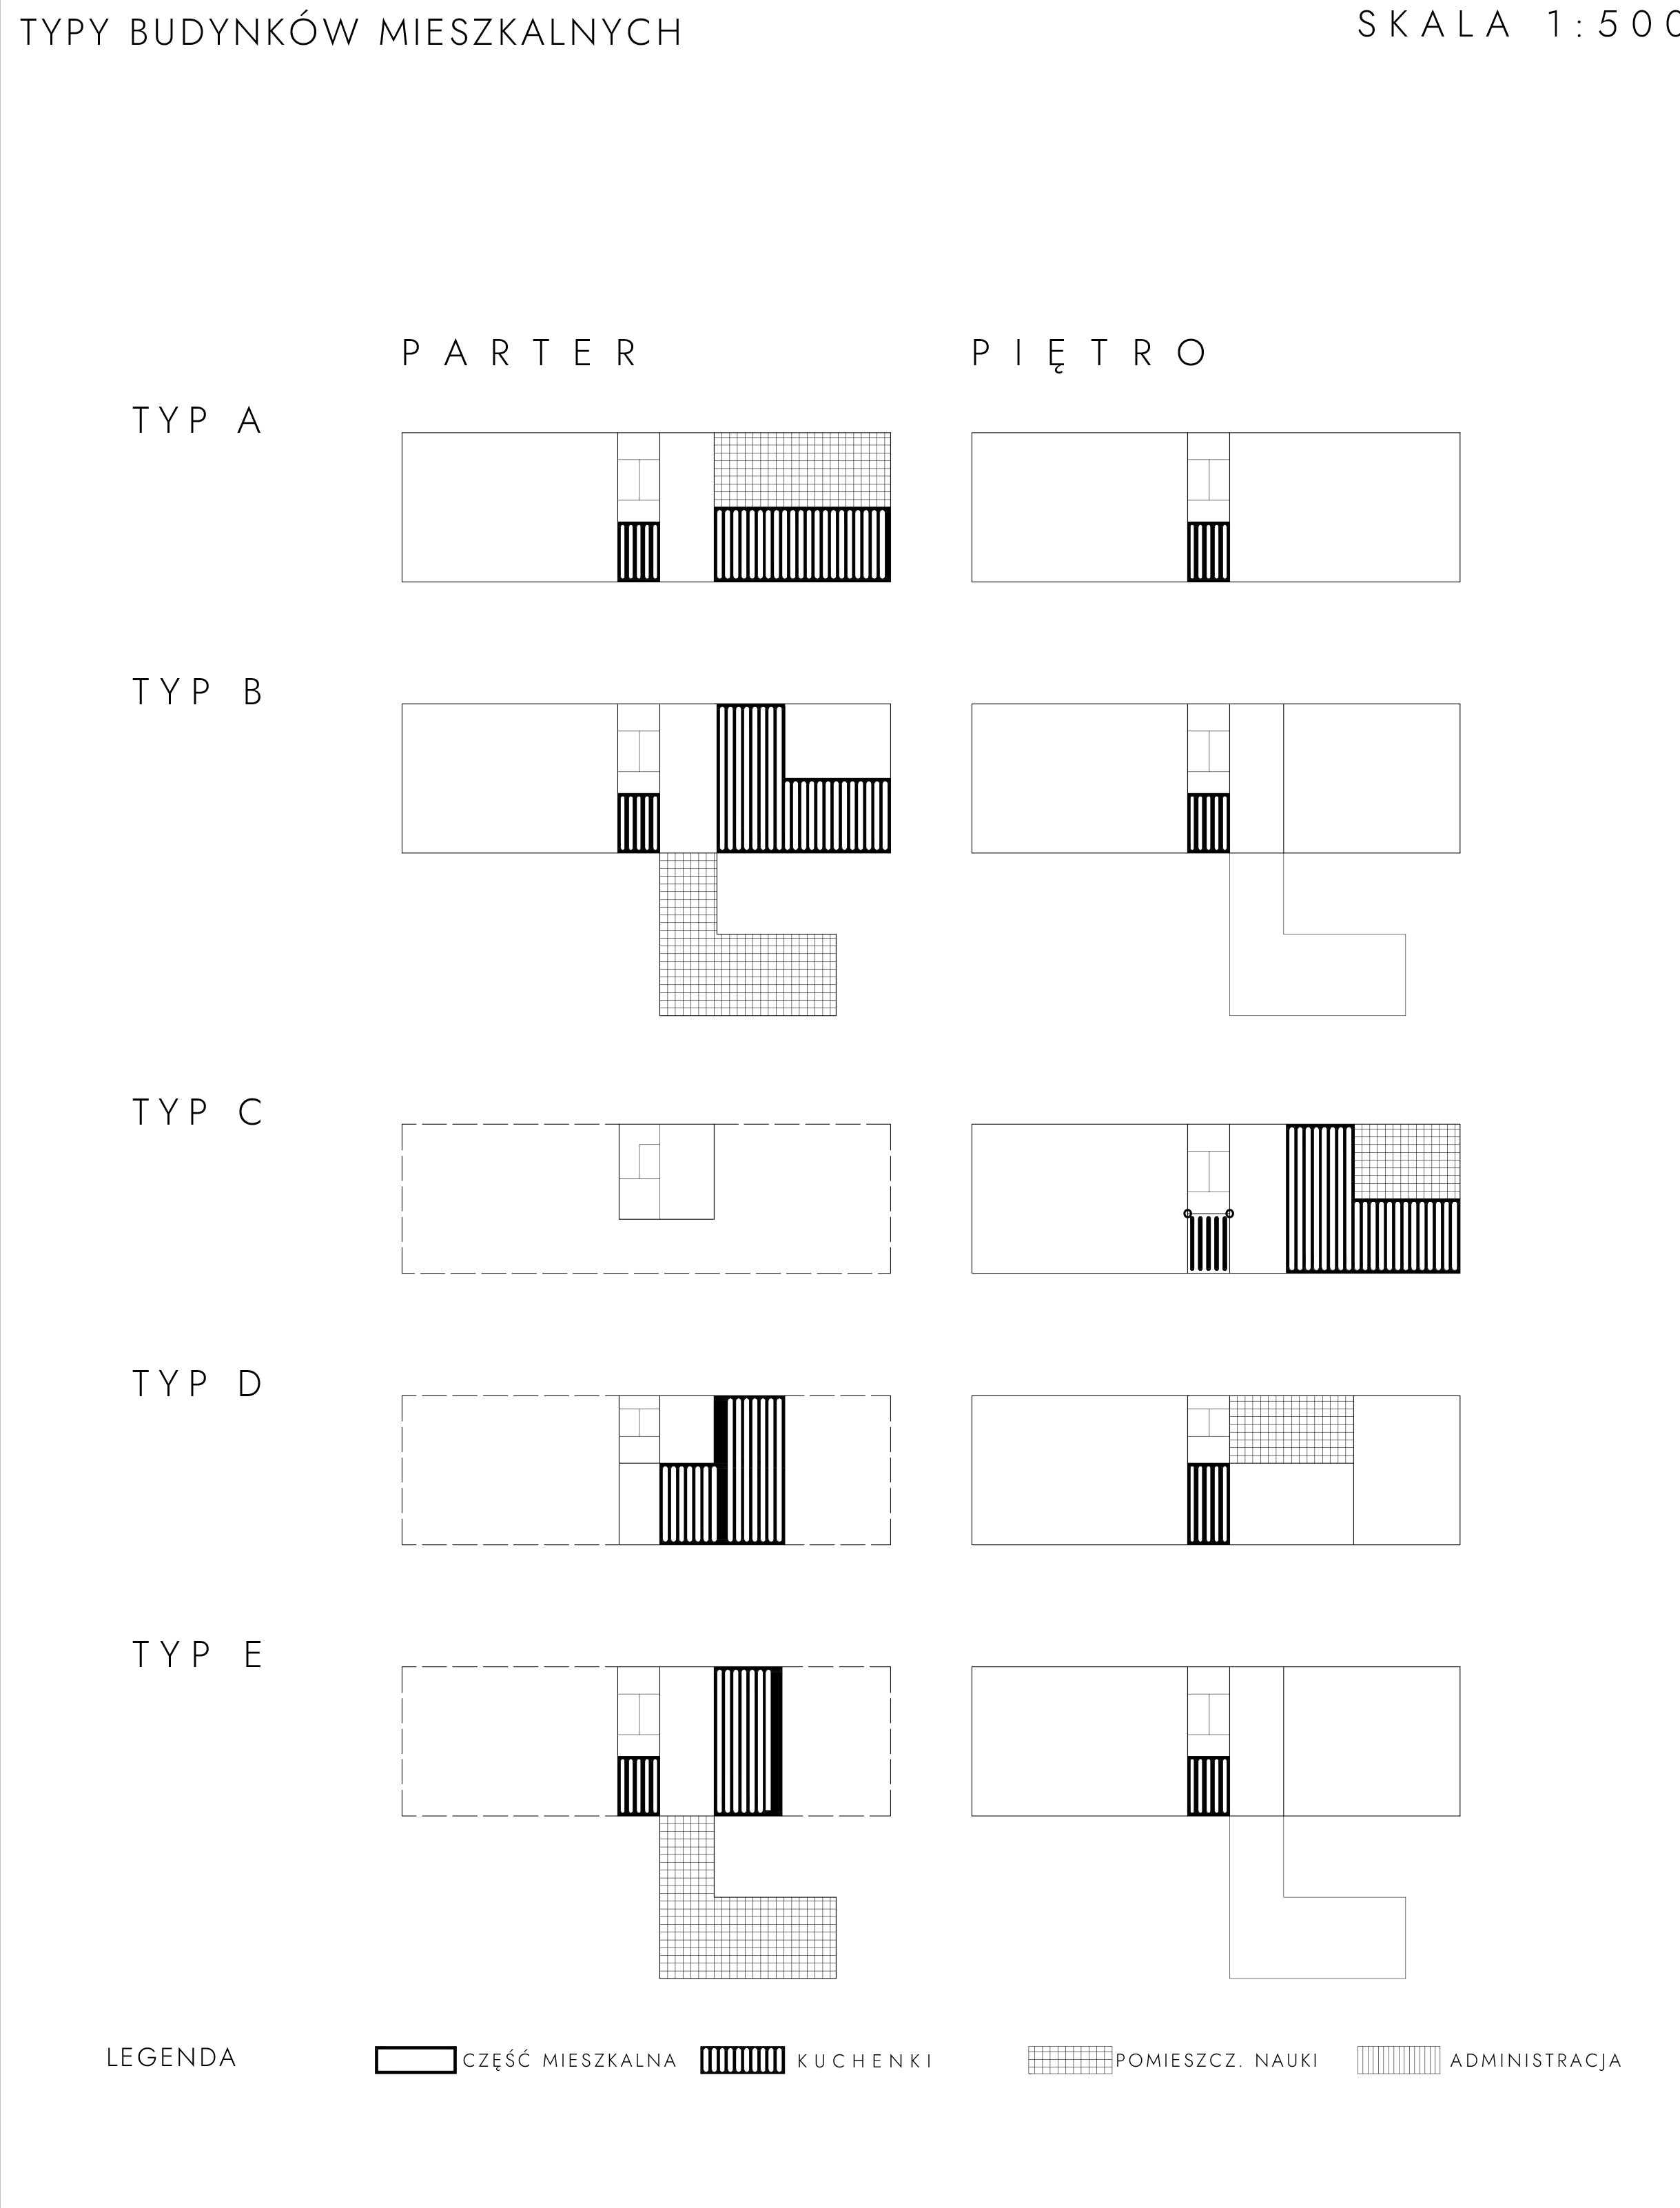 TYPY BUDYNKÓW MIESZKALNYCH
SKALA 1:500
PARTER
PIĘTRO
TYP A
TYP B
TYP C
TYP D
TYP E
LEGENDA
CZĘŚĆ MIESZKALNA
KUCHENKI
POMIESZCZ. NAUKI
ADMINISTRACJA